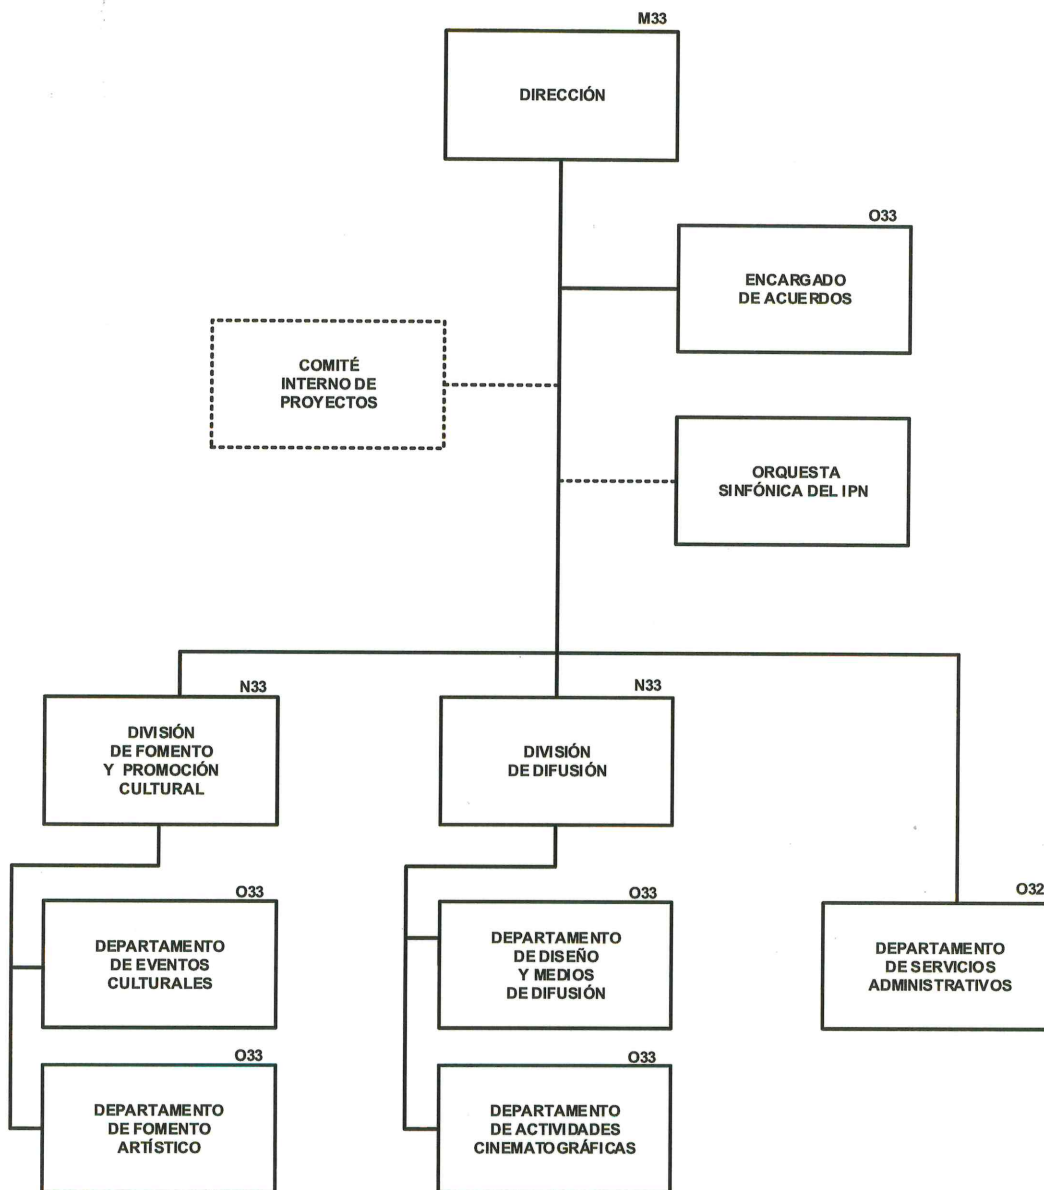 M33
DIRECCIÓN
O33
ENCARGADO
DE ACUERDOS
COMITÉ
INTERNO DE
PROYECTOS
ORQUESTA
SINFÓNICA DEL IPN
N33
DIVISIÓN
DE FOMENTO
Y PROMOCIÓN
CULTURAL
N33
DIVISIÓN
DE DIFUSIÓN
O33
DEPARTAMENTO
DE EVENTOS
CULTURALES
O33
DEPARTAMENTO
DE DISEÑO
Y MEDIOS
DE DIFUSIÓN
O32
DEPARTAMENTO
DE SERVICIOS
ADMINISTRATIVOS
O33
DEPARTAMENTO
DE FOMENTO
ARTÍSTICO
O33
DEPARTAMENTO
DE ACTIVIDADES
CINEMATOGRÁFICAS